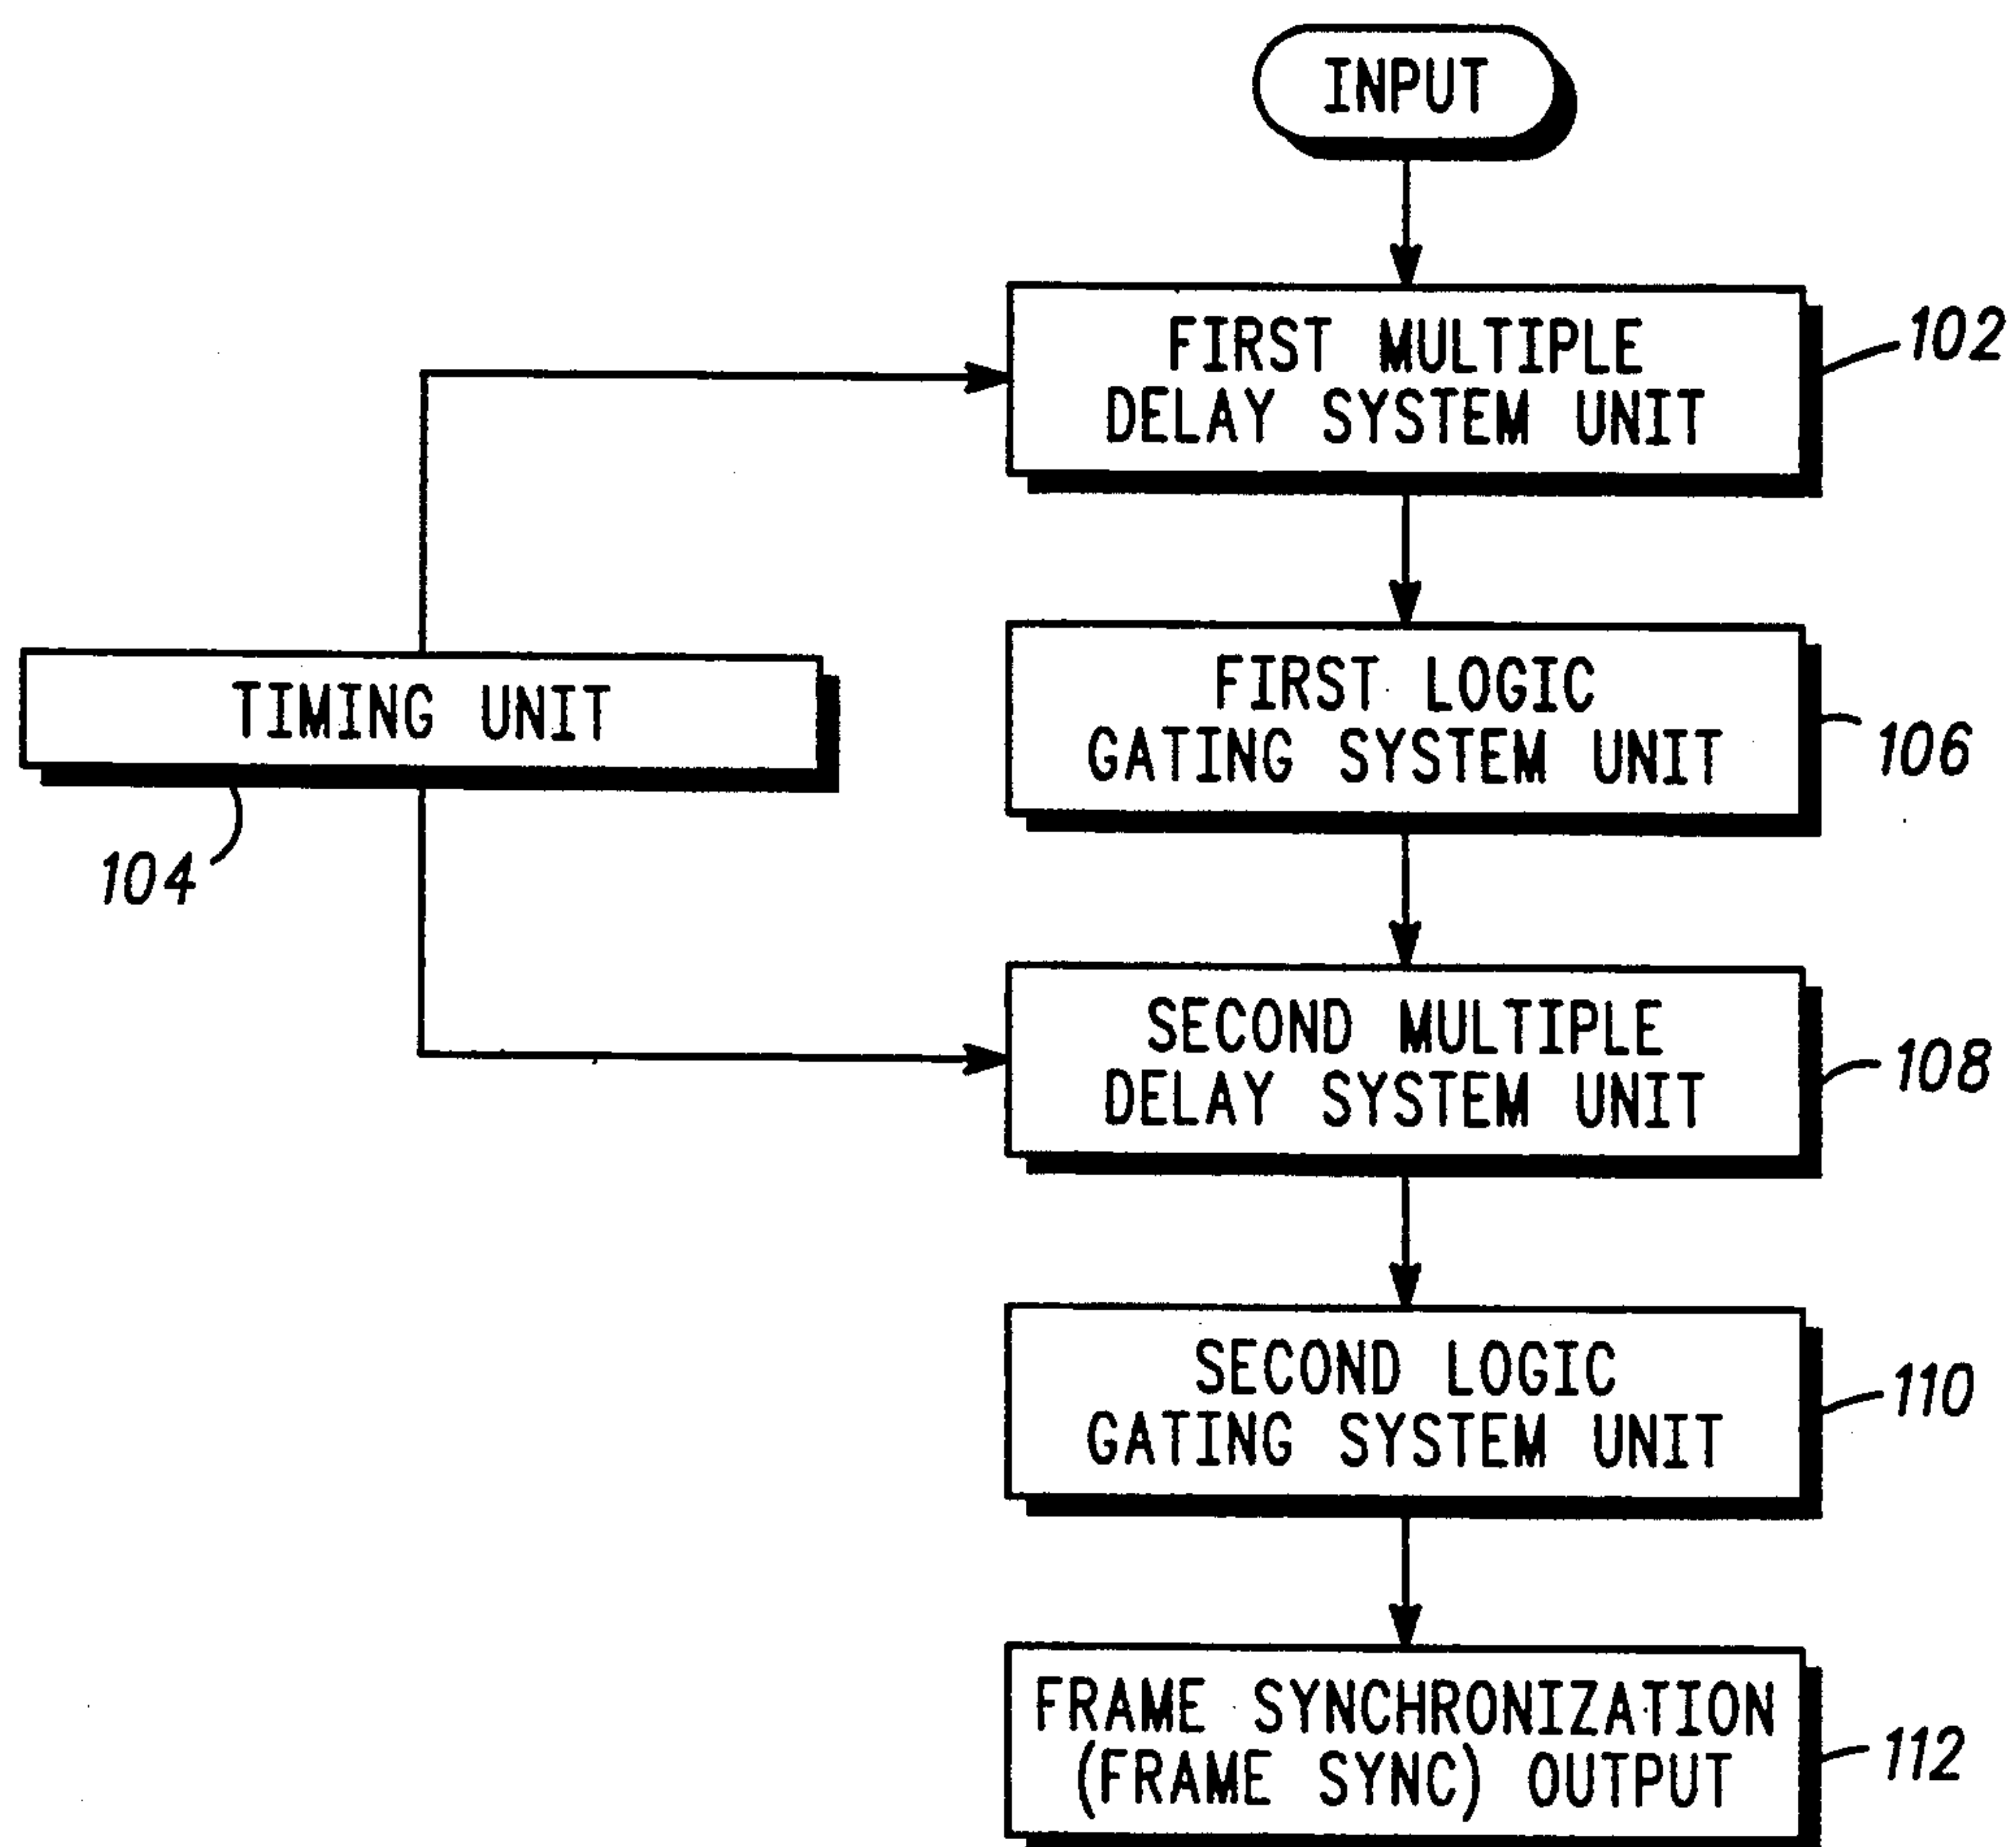 INPUT
FIRST MULTIPLE
DELAY SYSTEM UNIT
102
FIRST LOGIC
GATING SYSTEM UNIT
106
TIMING UNIT
104
SECOND MULTIPLE
DELAY SYSTEM UNIT
108
SECOND LOGIC
GATING SYSTEM UNIT
110
FRAME SYNCHRONIZATION
(FRAME SYNC) OUTPUT
112